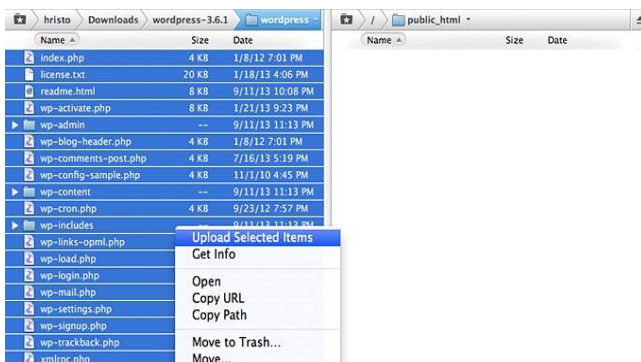 hristo Downloads wordpress-3.6.1 wordpress / public_html
Name Size Date Name Size Date
index.php 4 KB 1/8/12 7:01 PM
license.txt 20 KB 1/18/13 4:06 PM
readme.html 8 KB 9/11/13 10:08 PM
wp-activate.php 8 KB 1/21/13 9:23 PM
wp-admin -- 9/11/13 11:13 PM
wp-blog-header.php 4 KB 1/8/12 7:01 PM
wp-comments-post.php 4 KB 7/16/13 5:19 PM
wp-config-sample.php 4 KB 11/1/10 4:45 PM
wp-content -- 9/11/13 11:13 PM
wp-cron.php 4 KB 9/23/12 7:57 PM
wp-includes -- 9/11/13 11:13 PM
wp-links-opml.php
wp-load.php
wp-login.php
wp-mail.php
wp-settings.php
wp-signup.php
wp-trackback.php
xmlrpc.php
Upload Selected Items
Get Info
Open
Copy URL
Copy Path
Move to Trash...
Move...